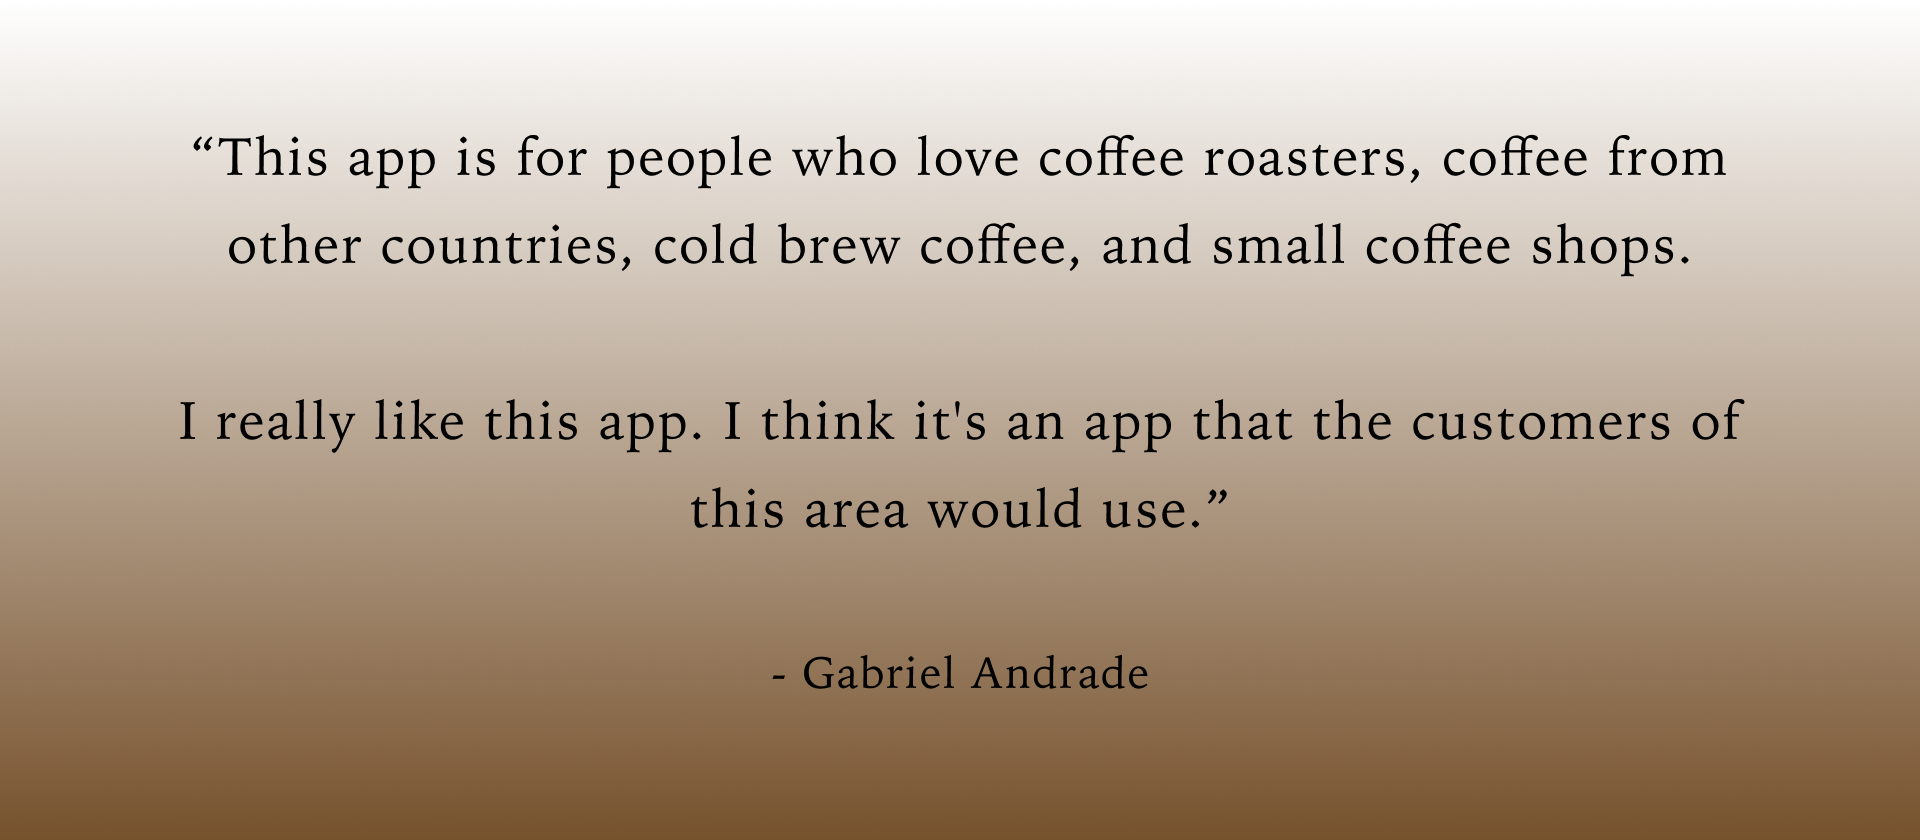 “This app is for people who love coffee roasters, coffee from
other countries, cold brew coffee, and small coffee shops.
I really like this app. I think it's an app that the customers of
this area would use.”
- Gabriel Andrade